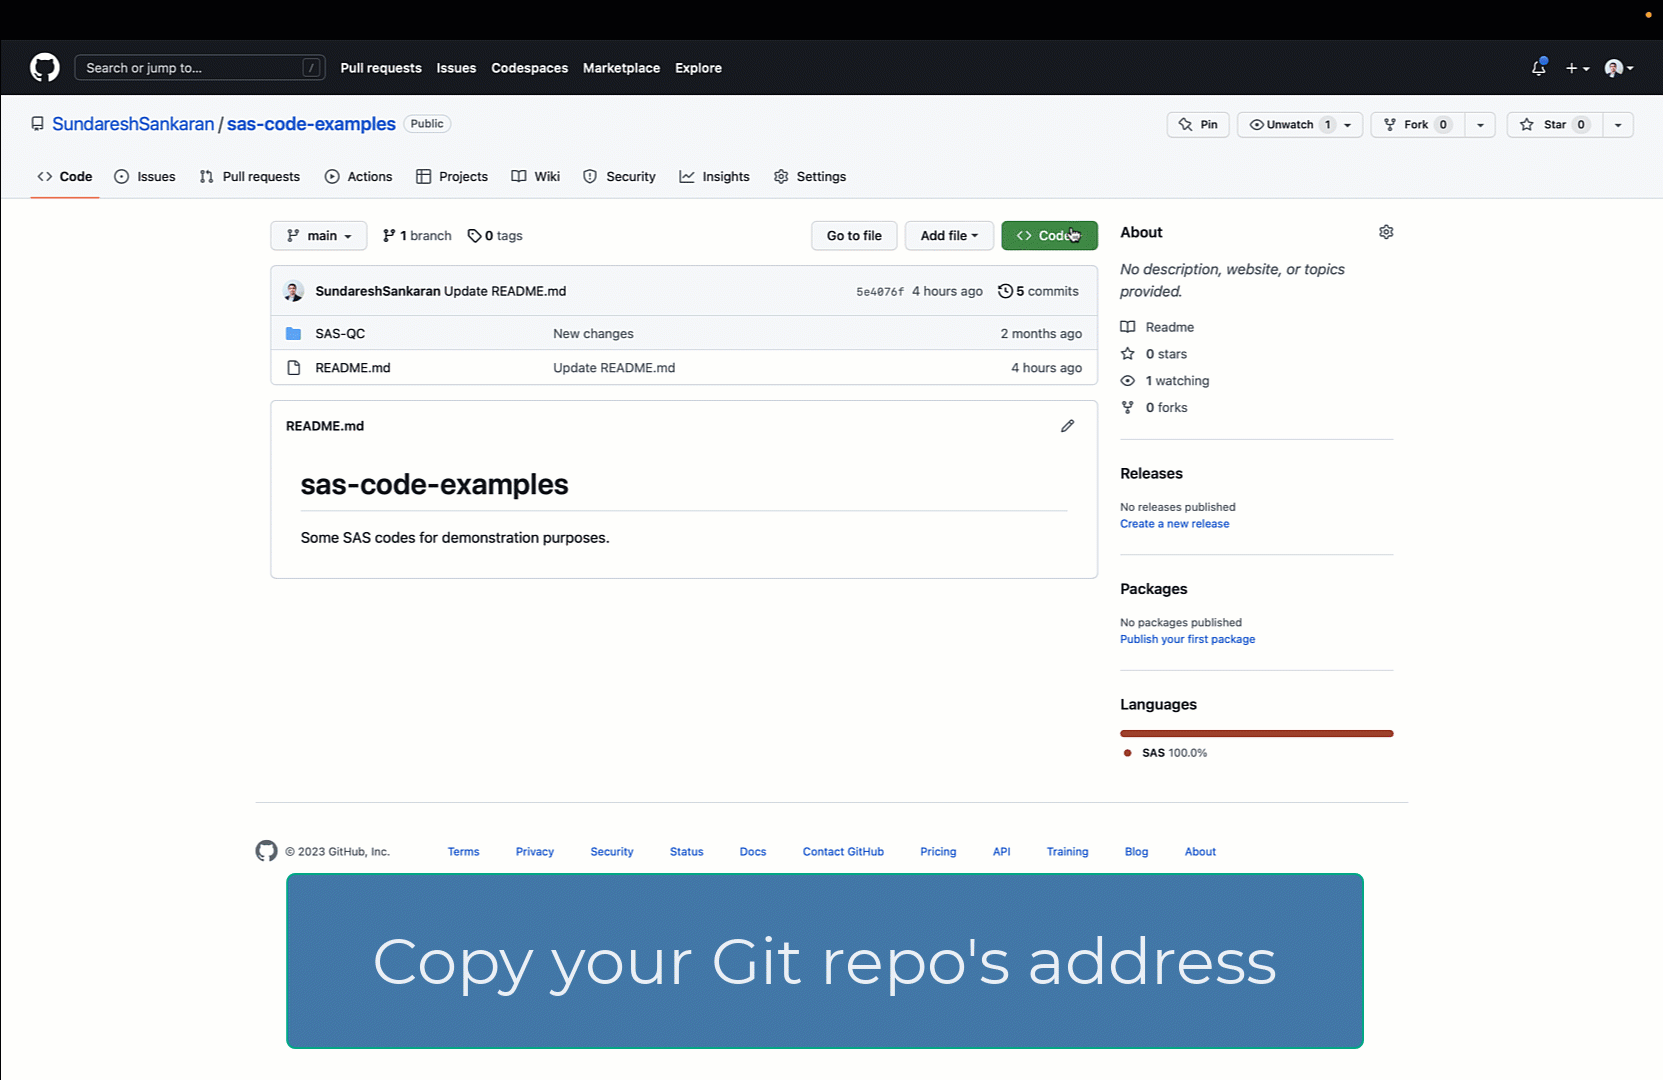 Search or jump to... / Pull requests Issues Codespaces Marketplace Explore
SundareshSankaran / sas-code-examples Public Pin Unwatch 1 Fork 0 Star 0
Code Issues Pull requests Actions Projects Wiki Security Insights Settings
main 1 branch 0 tags Go to file Add file Code
SundareshSankaran Update README.md 5e4076f 4 hours ago 5 commits
SAS-QC New changes 2 months ago
README.md Update README.md 4 hours ago
README.md
sas-code-examples
Some SAS codes for demonstration purposes.
About
No description, website, or topics
provided.
Readme
0 stars
1 watching
0 forks
Releases
No releases published
Create a new release
Packages
No packages published
Publish your first package
Languages
SAS 100.0%
© 2023 GitHub, Inc. Terms Privacy Security Status Docs Contact GitHub Pricing API Training Blog About
Copy your Git repo's address